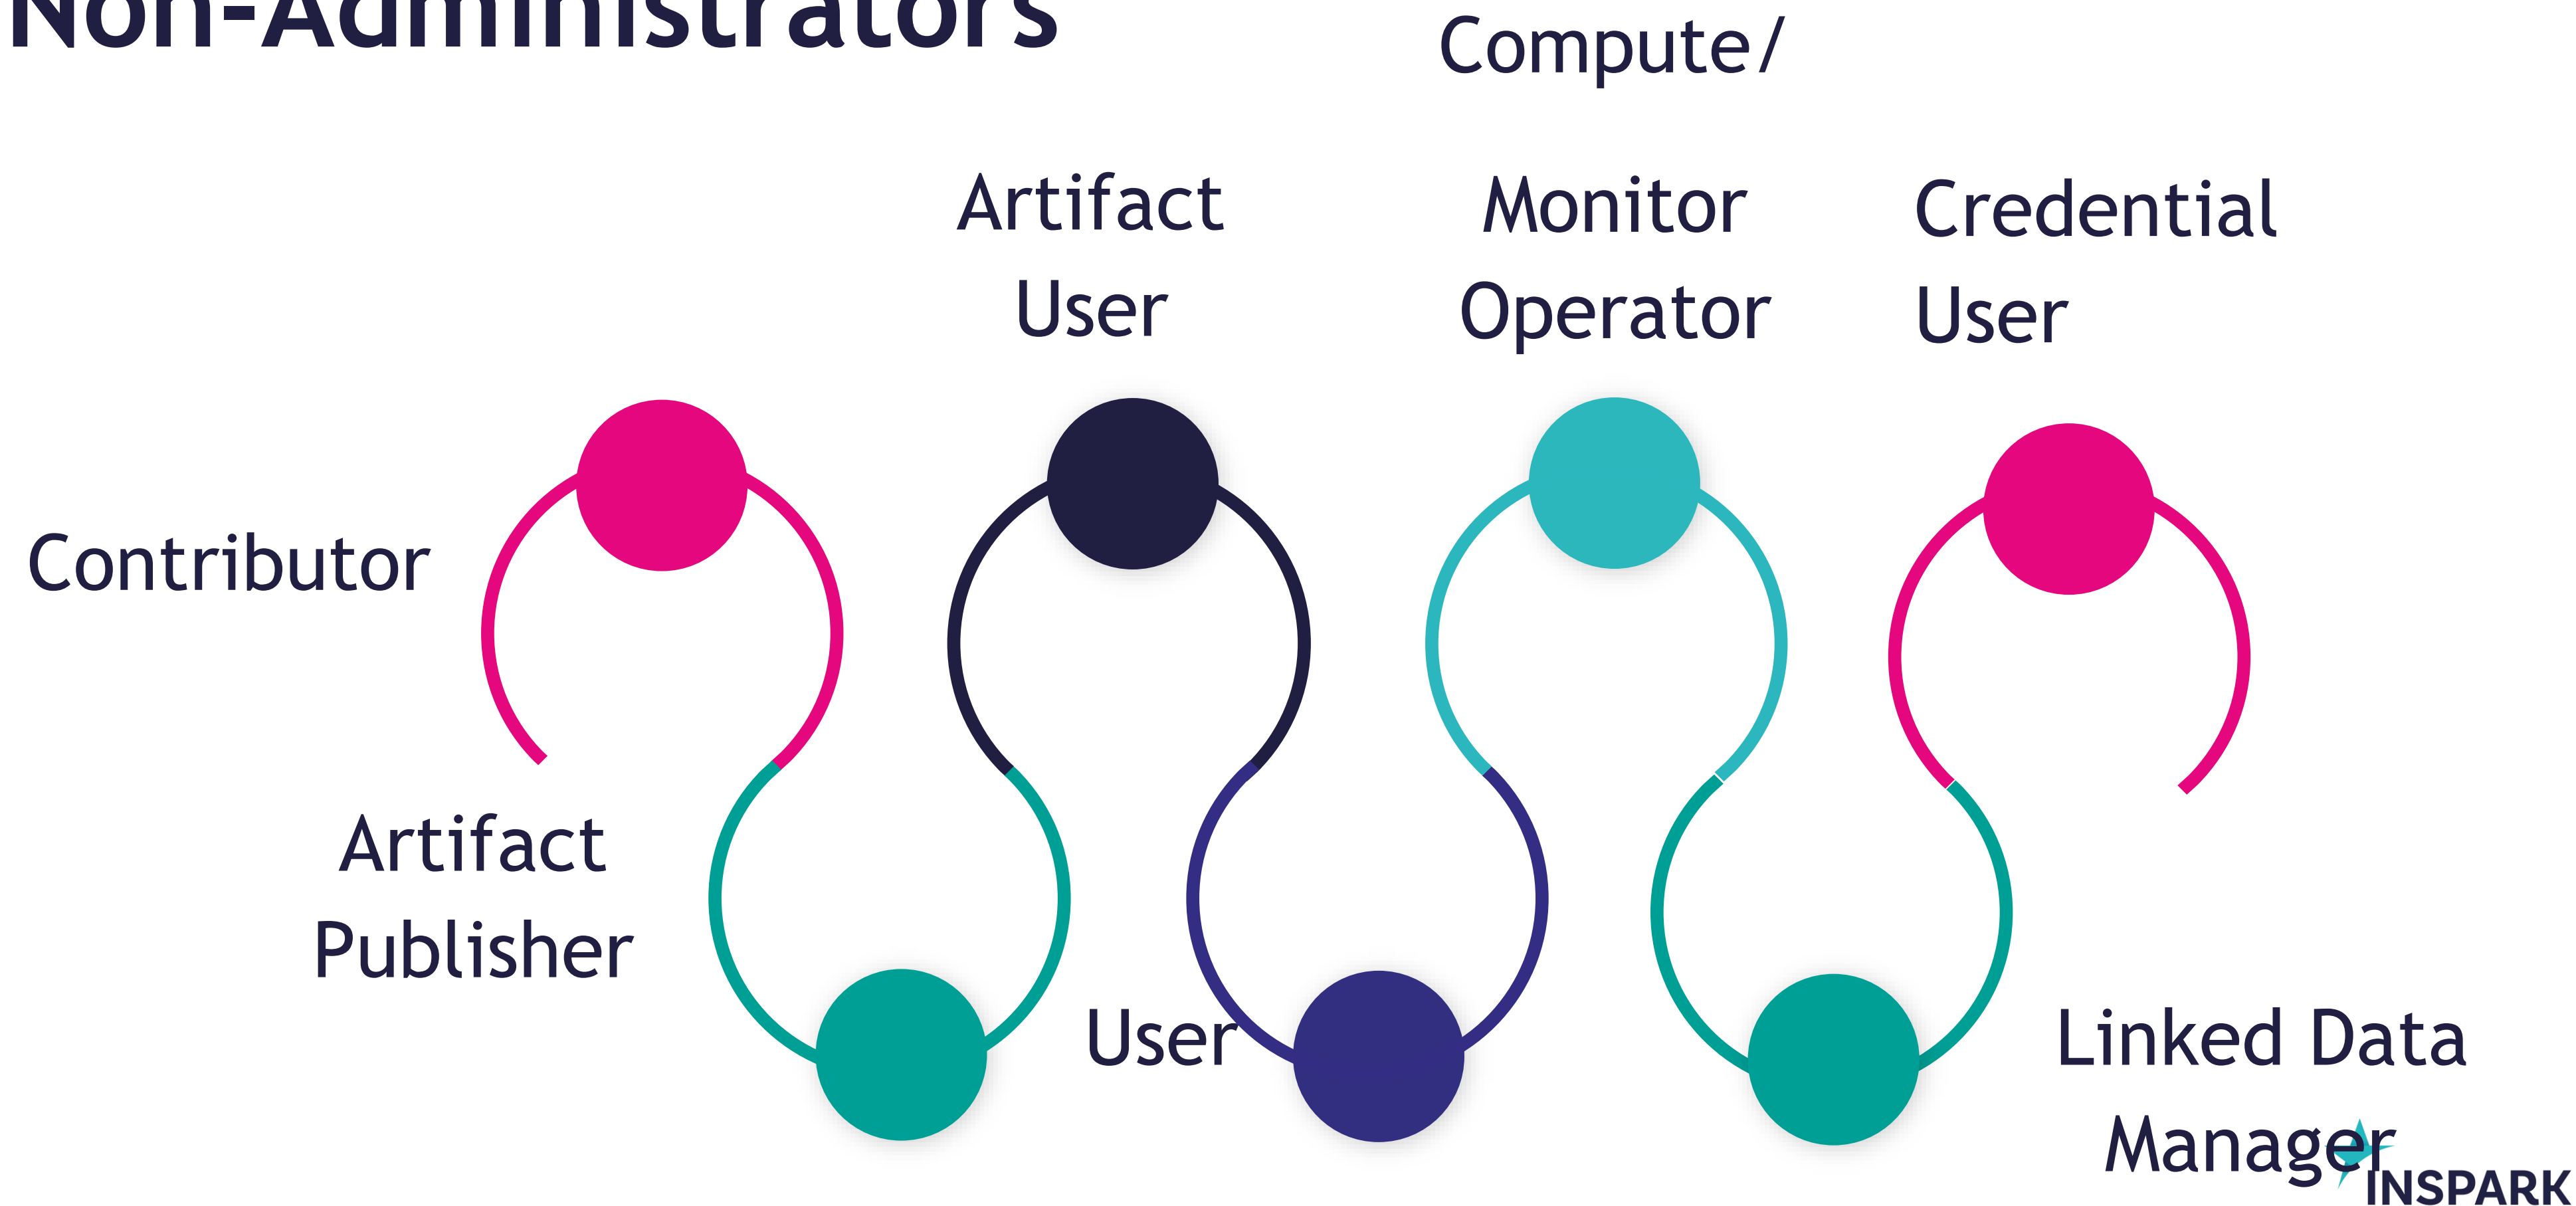 Non-Administrators
Compute/
Artifact
User
Monitor
Operator
Credential
User
Contributor
Artifact
Publisher
User
Linked Data
Manager
INSPARK